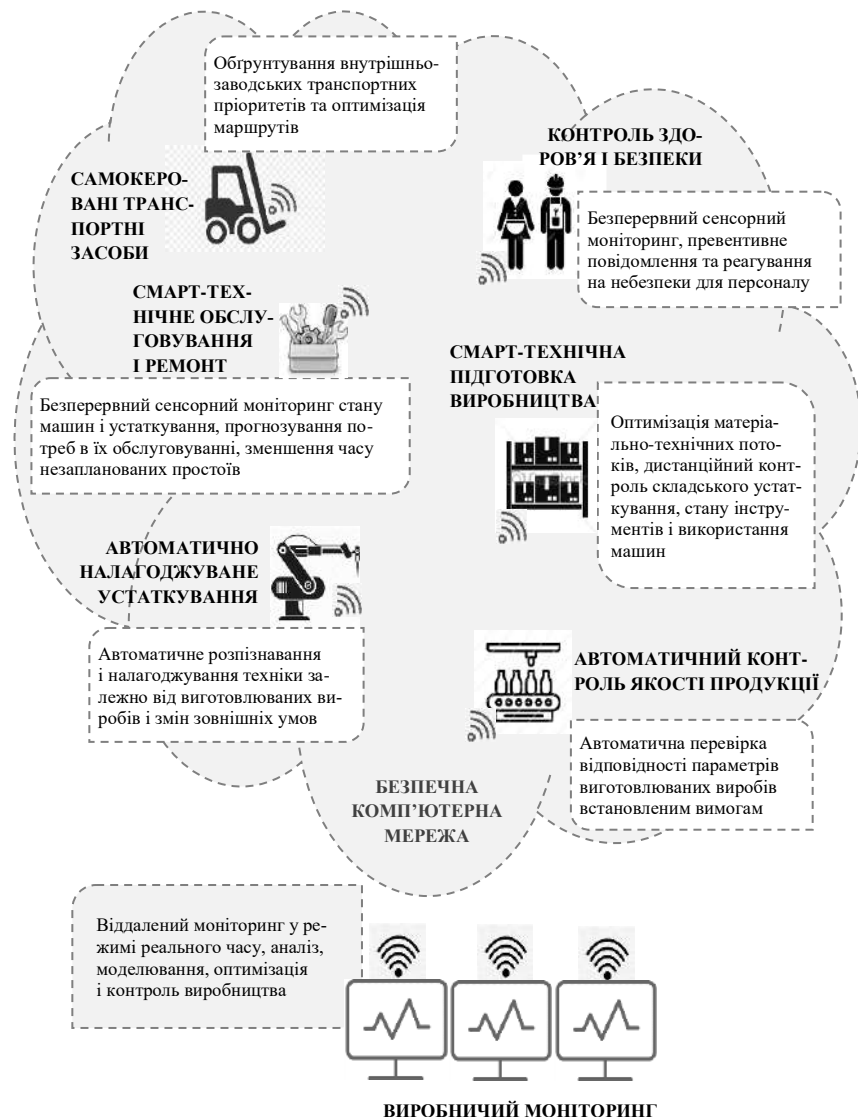 Обґрунтування внутрішньо-
заводських транспортних
пріоритетів та оптимізація
маршрутів
САМОКЕРО-
ВАНІ ТРАНС-
ПОРТНІ
ЗАСОБИ
КОНТРОЛЬ ЗДО-
РОВ’Я І БЕЗПЕКИ
Безперервний сенсорний
моніторинг, превентивне
повідомлення та реагування
на небезпеки для персоналу
СМАРТ-ТЕХ-
НІЧНЕ ОБСЛУ-
ГОВУВАННЯ
І РЕМОНТ
Безперервний сенсорний моніторинг стану
машин і устаткування, прогнозування по-
треб в їх обслуговуванні, зменшення часу
незапланованих простоїв
СМАРТ-ТЕХНІЧНА
ПІДГОТОВКА
ВИРОБНИЦТВА
Оптимізація матеріа-
льно-технічних пото-
ків, дистанційний конт-
роль складського устат-
кування, стану інстру-
ментів і використання
машин
АВТОМАТИЧНО
НАЛАГОДЖУВАНЕ
УСТАТКУВАННЯ
Автоматичне розпізнавання
і налагоджування техніки за-
лежно від виготовлюваних ви-
робів і змін зовнішніх умов
АВТОМАТИЧНИЙ КОНТ-
РОЛЬ ЯКОСТІ ПРОДУКЦІЇ
Автоматична перевірка
відповідності параметрів
виготовлюваних виробів
встановленим вимогам
БЕЗПЕЧНА
КОМП’ЮТЕРНА
МЕРЕЖА
Віддалений моніторинг у ре-
жимі реального часу, аналіз,
моделювання, оптимізація
і контроль виробництва
ВИРОБНИЧИЙ МОНІТОРИНГ